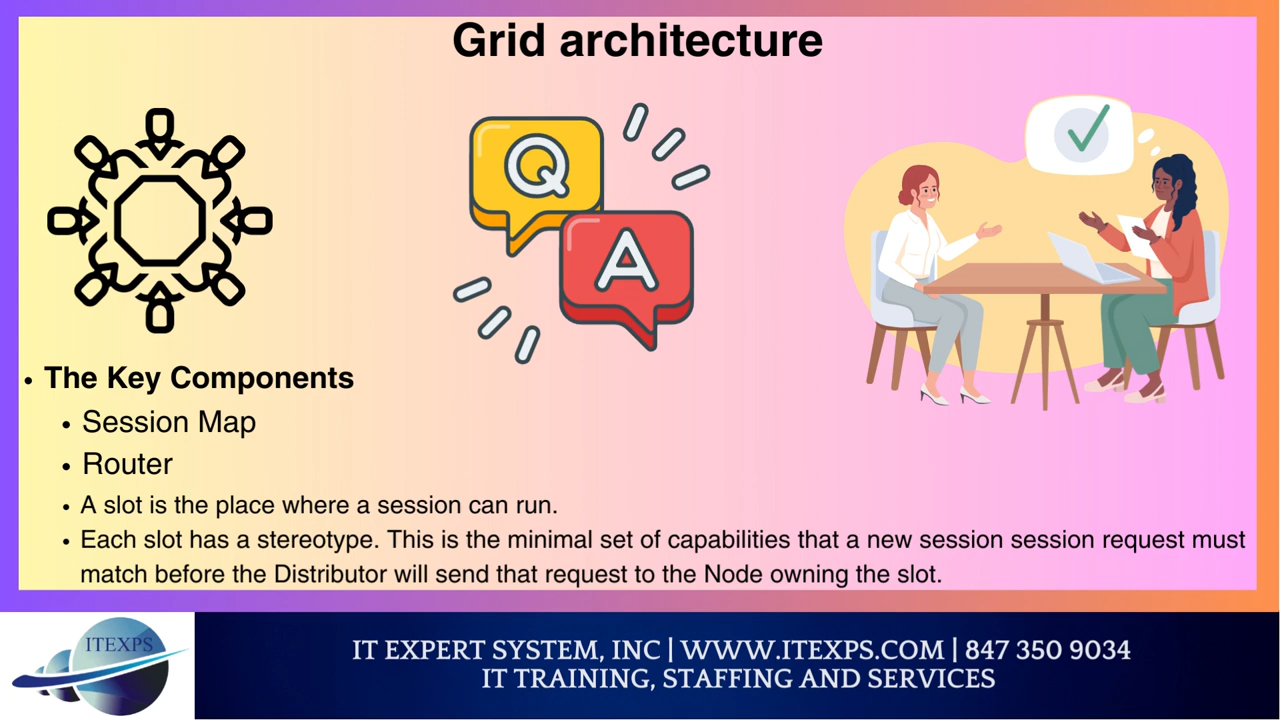 Grid architecture
Q
A
• The Key Components
• Session Map
• Router
• A slot is the place where a session can run.
• Each slot has a stereotype. This is the minimal set of capabilities that a new session session request must
match before the Distributor will send that request to the Node owning the slot.
ITEXPS
IT EXPERT SYSTEM, INC | WWW.ITEXPS.COM | 847 350 9034
IT TRAINING, STAFFING AND SERVICES